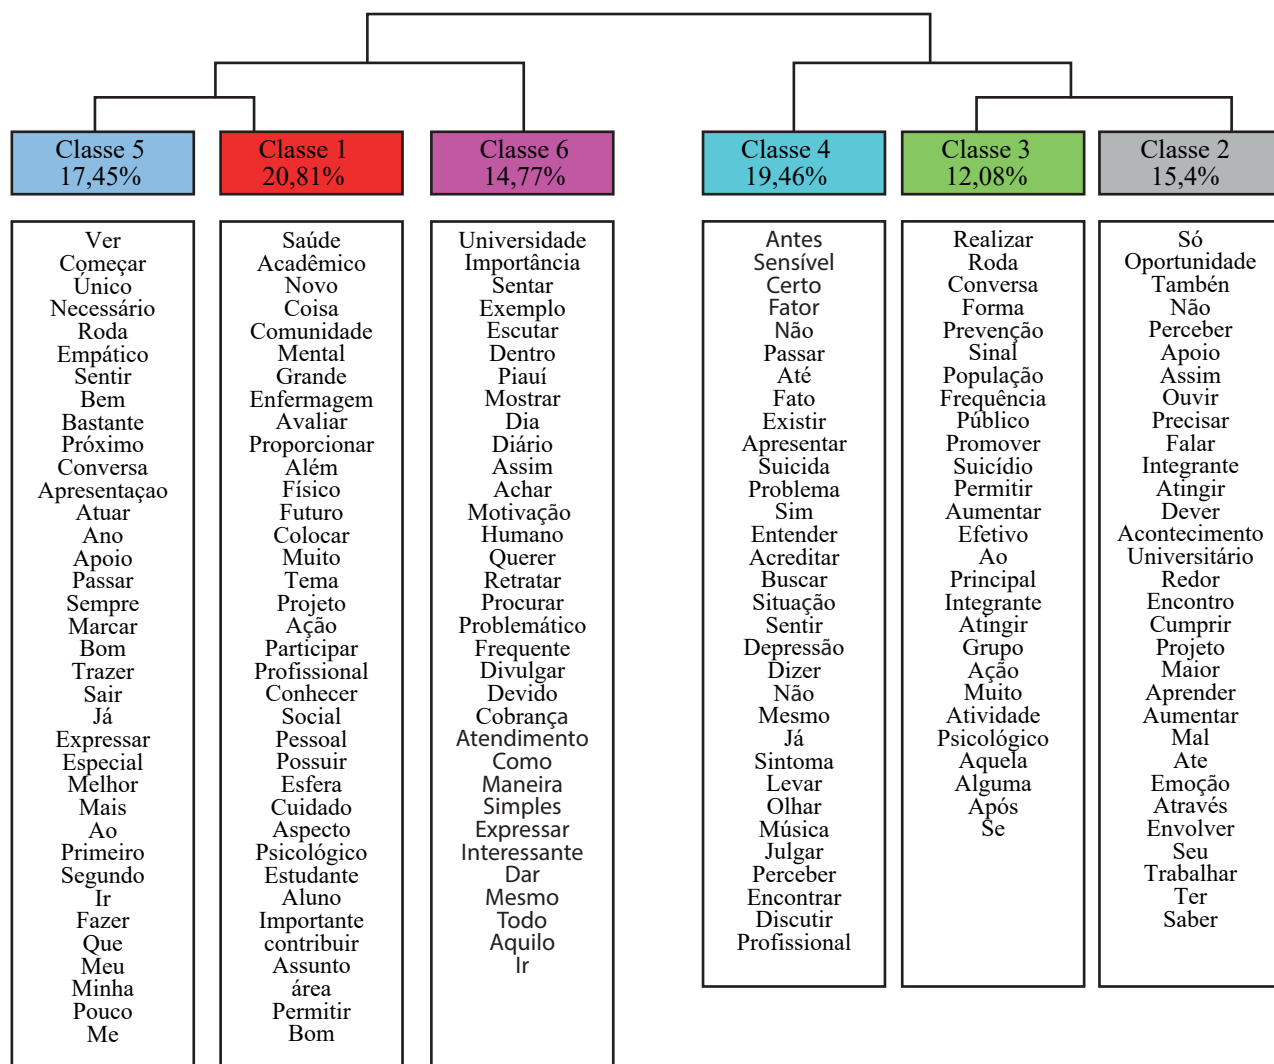 Classe 5
17,45%
Classe 1
20,81%
Classe 6
14,77%
Classe 4
19,46%
Classe 3
12,08%
Classe 2
15,4%
Ver
Começar
Único
Necessário
Roda
Empático
Sentir
Bem
Bastante
Próximo
Conversa
Apresentaçao
Atuar
Ano
Apoio
Passar
Sempre
Marcar
Bom
Trazer
Sair
Já
Expressar
Especial
Melhor
Mais
Ao
Primeiro
Segundo
Ir
Fazer
Que
Meu
Minha
Pouco
Me
Saúde
Acadêmico
Novo
Coisa
Comunidade
Mental
Grande
Enfermagem
Avaliar
Proporcionar
Além
Físico
Futuro
Colocar
Muito
Tema
Projeto
Ação
Participar
Profissional
Conhecer
Social
Pessoal
Possuir
Esfera
Cuidado
Aspecto
Psicológico
Estudante
Aluno
Importante
contribuir
Assunto
área
Permitir
Bom
Universidade
Importância
Sentar
Exemplo
Escutar
Dentro
Piauí
Mostrar
Dia
Diário
Assim
Achar
Motivação
Humano
Querer
Retratar
Procurar
Problemático
Frequente
Divulgar
Devido
Cobrança
Atendimento
Como
Maneira
Simples
Expressar
Interessante
Dar
Mesmo
Todo
Aquilo
Ir
Antes
Sensível
Certo
Fator
Não
Passar
Até
Fato
Existir
Apresentar
Suicida
Problema
Sim
Entender
Acreditar
Buscar
Situação
Sentir
Depressão
Dizer
Não
Mesmo
Já
Sintoma
Levar
Olhar
Música
Julgar
Perceber
Encontrar
Discutir
Profissional
Realizar
Roda
Conversa
Forma
Prevenção
Sinal
População
Frequência
Público
Promover
Suicídio
Permitir
Aumentar
Efetivo
Ao
Principal
Integrante
Atingir
Grupo
Ação
Muito
Atividade
Psicológico
Aquela
Alguma
Após
Se
Só
Oportunidade
També́n
Não
Perceber
Apoio
Assim
Ouvir
Precisar
Falar
Integrante
Atingir
Dever
Acontecimento
Universitário
Redor
Encontro
Cumprir
Projeto
Maior
Aprender
Aumentar
Mal
Ate
Emoção
Através
Envolver
Seu
Trabalhar
Ter
Saber